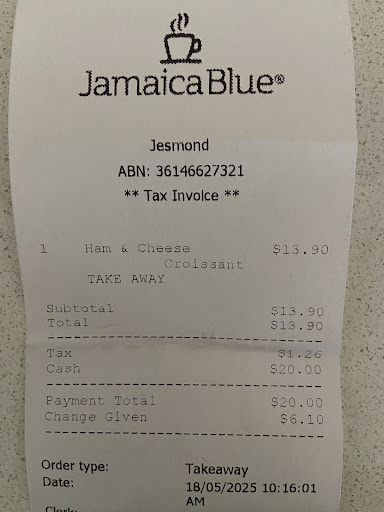 JamaicaBlue®
Jesmond
ABN: 36146627321
** Tax Invoice **
1 Ham & Cheese $13.90
Croissant
TAKE AWAY
Subtotal $13.90
Total $13.90
Tax $1.26
Cash $20.00
Payment Total $20.00
Change Given $6.10
Order type: Takeaway
Date: 18/05/2025 10:16:01
AM